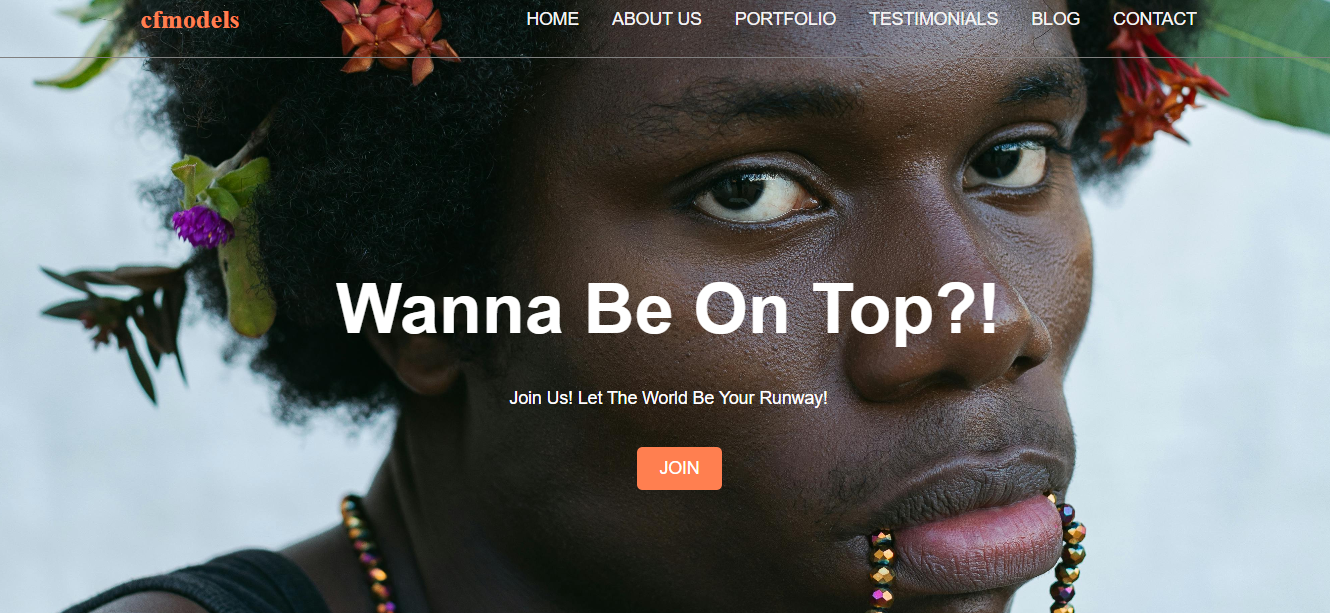 cfmodels HOME ABOUT US PORTFOLIO TESTIMONIALS BLOG CONTACT
Wanna Be On Top?!
Join Us! Let The World Be Your Runway!
JOIN